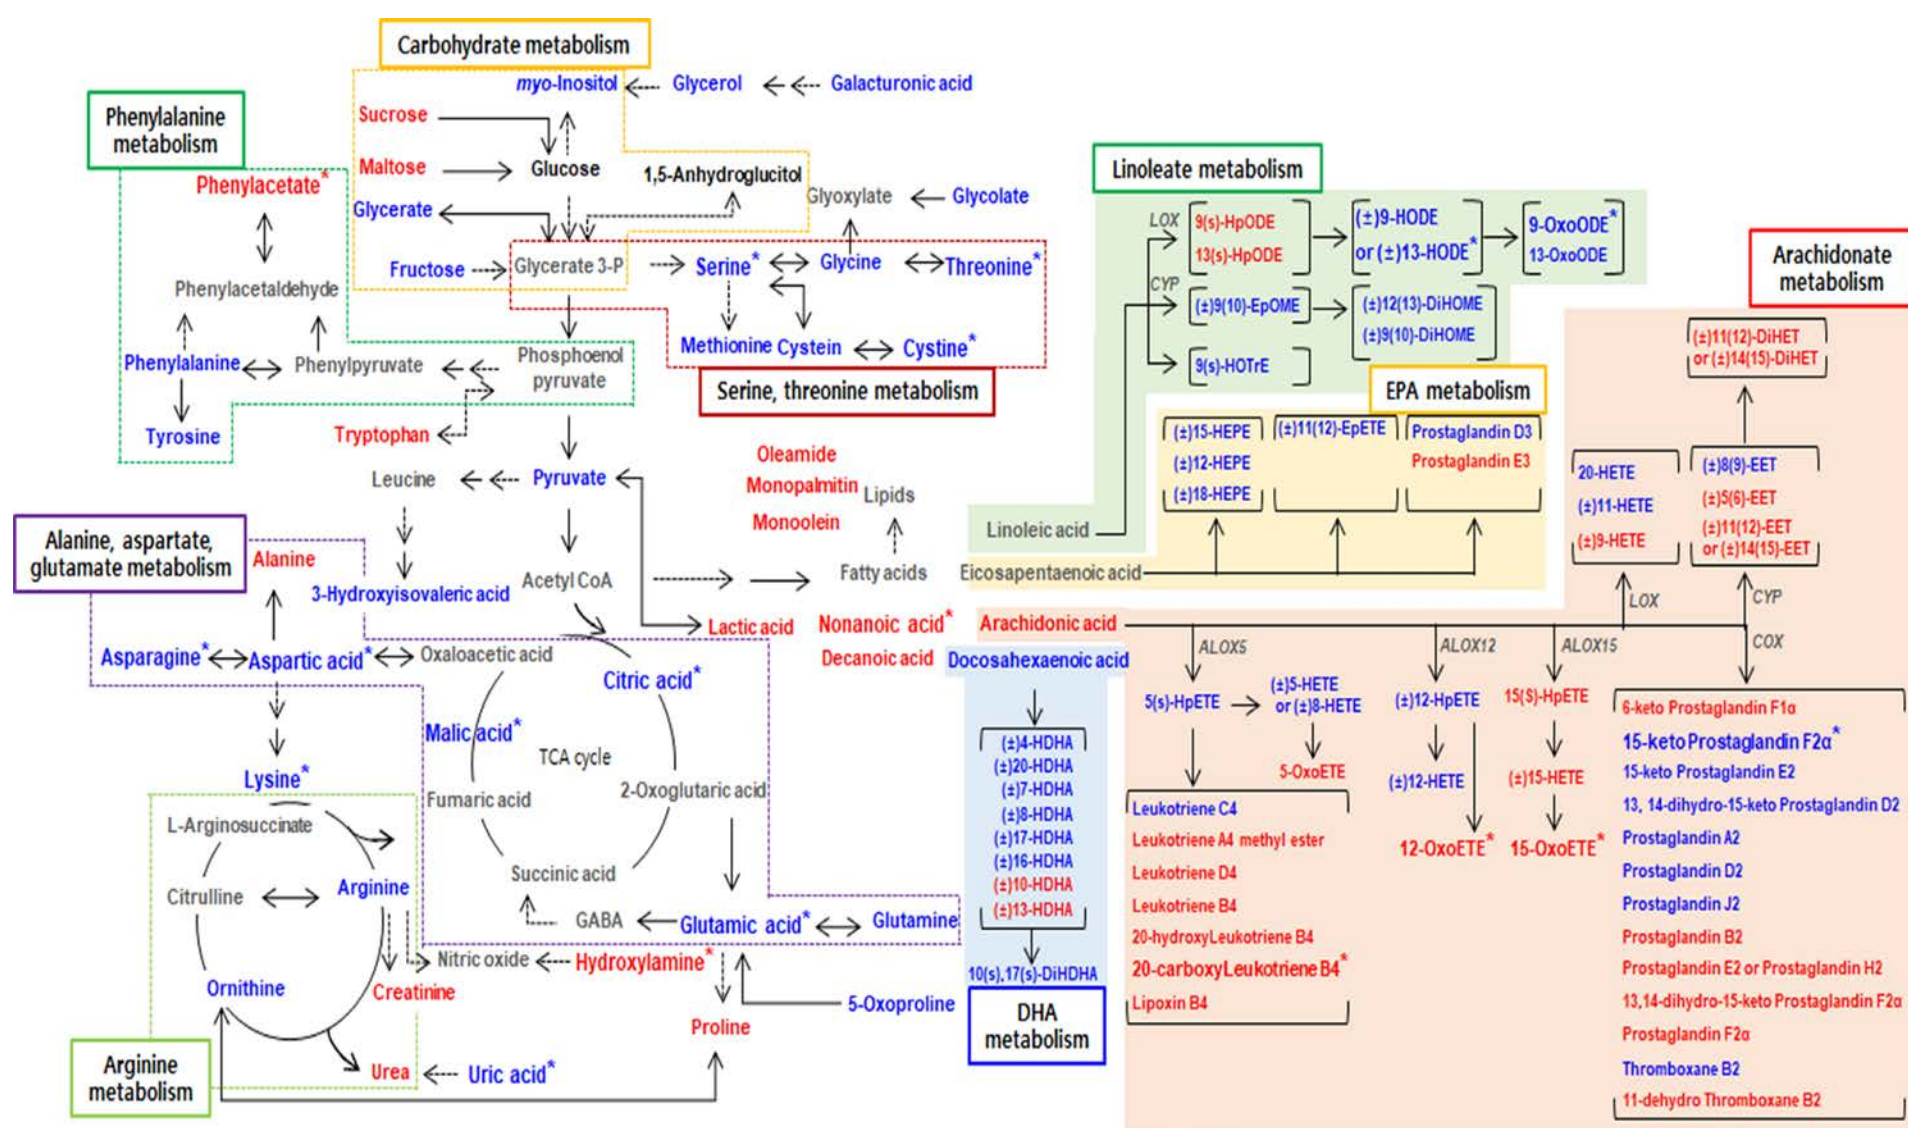 Carbohydrate metabolism
myo-Inositol
Glycerol
Galacturonic acid
Sucrose
Maltose
Glucose
1,5-Anhydroglucitol
Glyoxylate
Glycolate
Glycerate
Fructose
Glycerate 3-P
Serine*
Glycine
Threonine*
Methionine
Cystein
Cystine*
Serine, threonine metabolism
Phenylalanine
metabolism
Phenylacetate*
Phenylacetaldehyde
Phenylalanine
Phenylpyruvate
Phosphoenol
pyruvate
Tyrosine
Tryptophan
Leucine
Pyruvate
Oleamide
Monopalmitin
Monoolein
Lipids
Alanine, aspartate,
glutamate metabolism
Alanine
3-Hydroxyisovaleric acid
Acetyl CoA
Fatty acids
Lactic acid
Nonanoic acid*
Decanoic acid
Asparagine*
Aspartic acid*
Oxaloacetic acid
Citric acid*
Malic acid*
TCA cycle
Lysine*
Fumaric acid
2-Oxoglutaric acid
L-Arginosuccinate
Succinic acid
Citrulline
Arginine
GABA
Glutamic acid*
Glutamine
Nitric oxide
Hydroxylamine*
Ornithine
Creatinine
5-Oxoproline
Proline
Urea
Uric acid*
Arginine
metabolism
Linoleate metabolism
LOX
9(s)-HpODE
13(s)-HpODE
(±)9-HODE
or (±)13-HODE*
9-OxoODE*
13-OxoODE
CYP
(±)9(10)-EpOME
(±)12(13)-DiHOME
(±)9(10)-DiHOME
9(s)-HOTrE
Linoleic acid
EPA metabolism
(±)15-HEPE
(±)12-HEPE
(±)18-HEPE
(±)11(12)-EpETE
Prostaglandin D3
Prostaglandin E3
Eicosapentaenoic acid
Arachidonate
metabolism
(±)11(12)-DiHET
or (±)14(15)-DiHET
20-HETE
(±)11-HETE
(±)9-HETE
(±)8(9)-EET
(±)5(6)-EET
(±)11(12)-EET
or (±)14(15)-EET
LOX
CYP
Arachidonic acid
ALOX5
ALOX12
ALOX15
COX
5(s)-HpETE
(±)5-HETE
or (±)8-HETE
5-OxoETE
(±)12-HpETE
(±)12-HETE
12-OxoETE*
15(S)-HpETE
(±)15-HETE
15-OxoETE*
Leukotriene C4
Leukotriene A4 methyl ester
Leukotriene D4
Leukotriene B4
20-hydroxyLeukotriene B4
20-carboxyLeukotriene B4*
Lipoxin B4
6-keto Prostaglandin F1α
15-keto Prostaglandin F2α*
15-keto Prostaglandin E2
13, 14-dihydro-15-keto Prostaglandin D2
Prostaglandin A2
Prostaglandin D2
Prostaglandin J2
Prostaglandin B2
Prostaglandin E2 or Prostaglandin H2
13,14-dihydro-15-keto Prostaglandin F2α
Prostaglandin F2α
Thromboxane B2
11-dehydro Thromboxane B2
Docosahexaenoic acid
(±)4-HDHA
(±)20-HDHA
(±)7-HDHA
(±)8-HDHA
(±)17-HDHA
(±)16-HDHA
(±)10-HDHA
(±)13-HDHA
10(s),17(s)-DiHDHA
DHA
metabolism